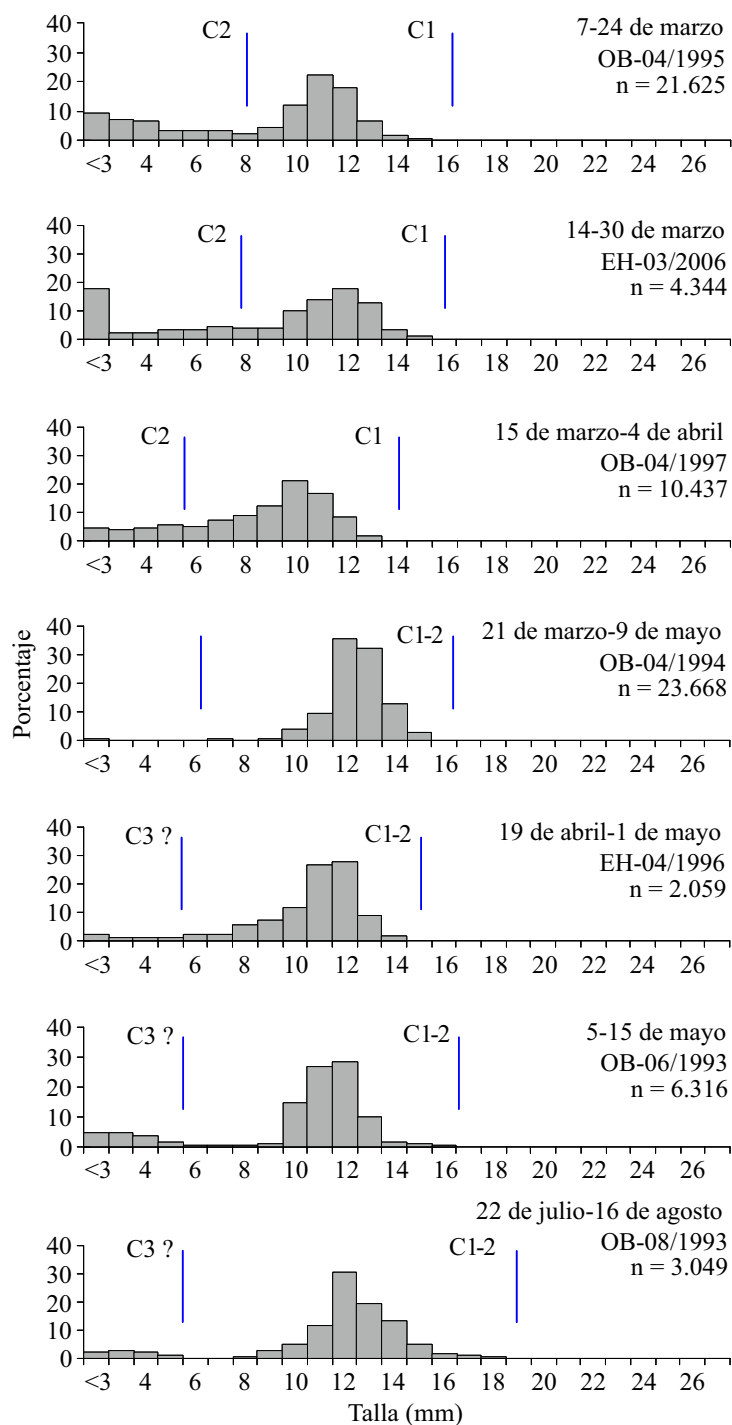 40
30
20
10
0
C2
C1
7-24 de marzo
OB-04/1995
n = 21.625
<3 4 6 8 10 12 14 16 18 20 22 24 26
40
30
20
10
0
C2
C1
14-30 de marzo
EH-03/2006
n = 4.344
<3 4 6 8 10 12 14 16 18 20 22 24 26
40
30
20
10
0
C2
C1
15 de marzo-4 de abril
OB-04/1997
n = 10.437
<3 4 6 8 10 12 14 16 18 20 22 24 26
Porcentaje
40
30
20
10
0
C1-2
21 de marzo-9 de mayo
OB-04/1994
n = 23.668
<3 4 6 8 10 12 14 16 18 20 22 24 26
40
30
20
10
0
C3 ?
C1-2
19 de abril-1 de mayo
EH-04/1996
n = 2.059
<3 4 6 8 10 12 14 16 18 20 22 24 26
40
30
20
10
0
C3 ?
C1-2
5-15 de mayo
OB-06/1993
n = 6.316
<3 4 6 8 10 12 14 16 18 20 22 24 26
40
30
20
10
0
C3 ?
C1-2
22 de julio-16 de agosto
OB-08/1993
n = 3.049
<3 4 6 8 10 12 14 16 18 20 22 24 26
Talla (mm)